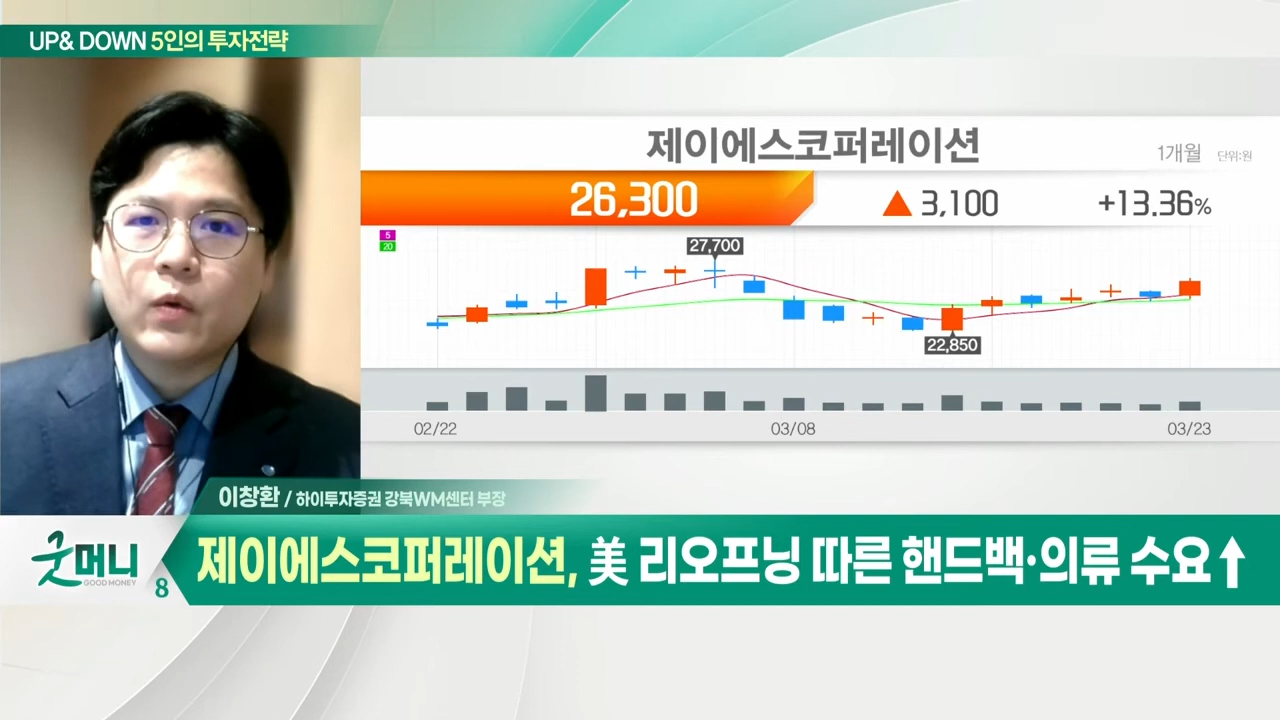 UP& DOWN 5인의 투자전략
제이에스코퍼레이션
1개월 단위:원
26,300 ▲ 3,100 +13.36%
5
20
27,700
22,850
02/22 03/08 03/23
이창환 / 하이투자증권 강북WM센터 부장
굿머니
GOOD MONEY
8
제이에스코퍼레이션, 美 리오프닝 따른 핸드백·의류 수요↑